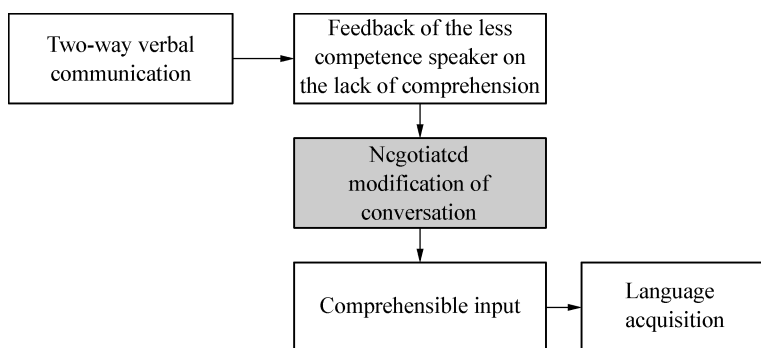 Two-way verbal
communication
Feedback of the less
competence speaker on
the lack of comprehension
Negotiated
modification of
conversation
Comprehensible input
Language
acquisition